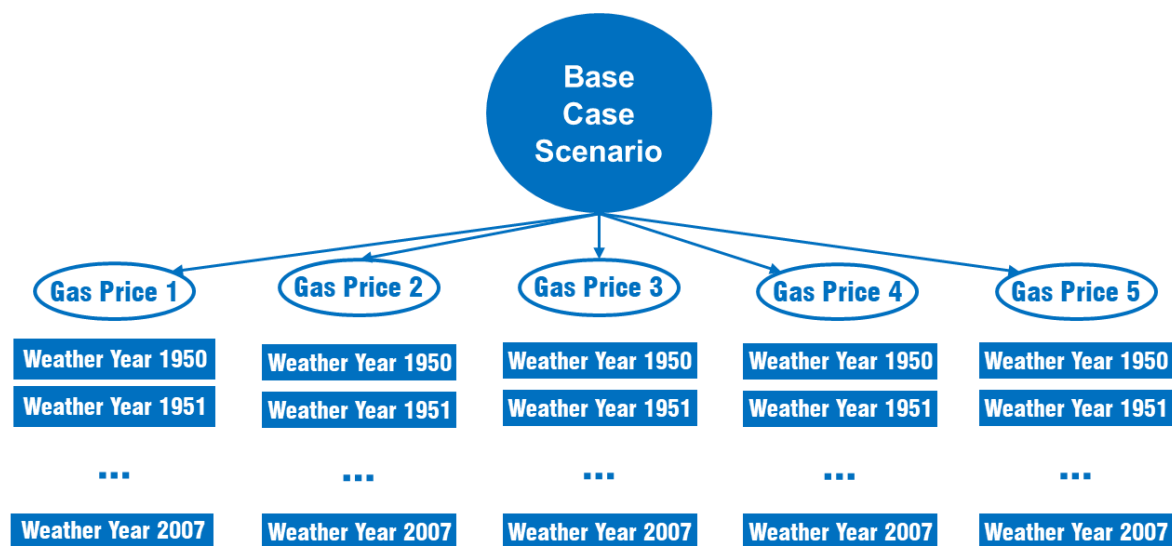 Base
Case
Scenario
Gas Price 1
Gas Price 2
Gas Price 3
Gas Price 4
Gas Price 5
Weather Year 1950
Weather Year 1950
Weather Year 1950
Weather Year 1950
Weather Year 1950
Weather Year 1951
Weather Year 1951
Weather Year 1951
Weather Year 1951
Weather Year 1951
...
...
...
...
...
Weather Year 2007
Weather Year 2007
Weather Year 2007
Weather Year 2007
Weather Year 2007